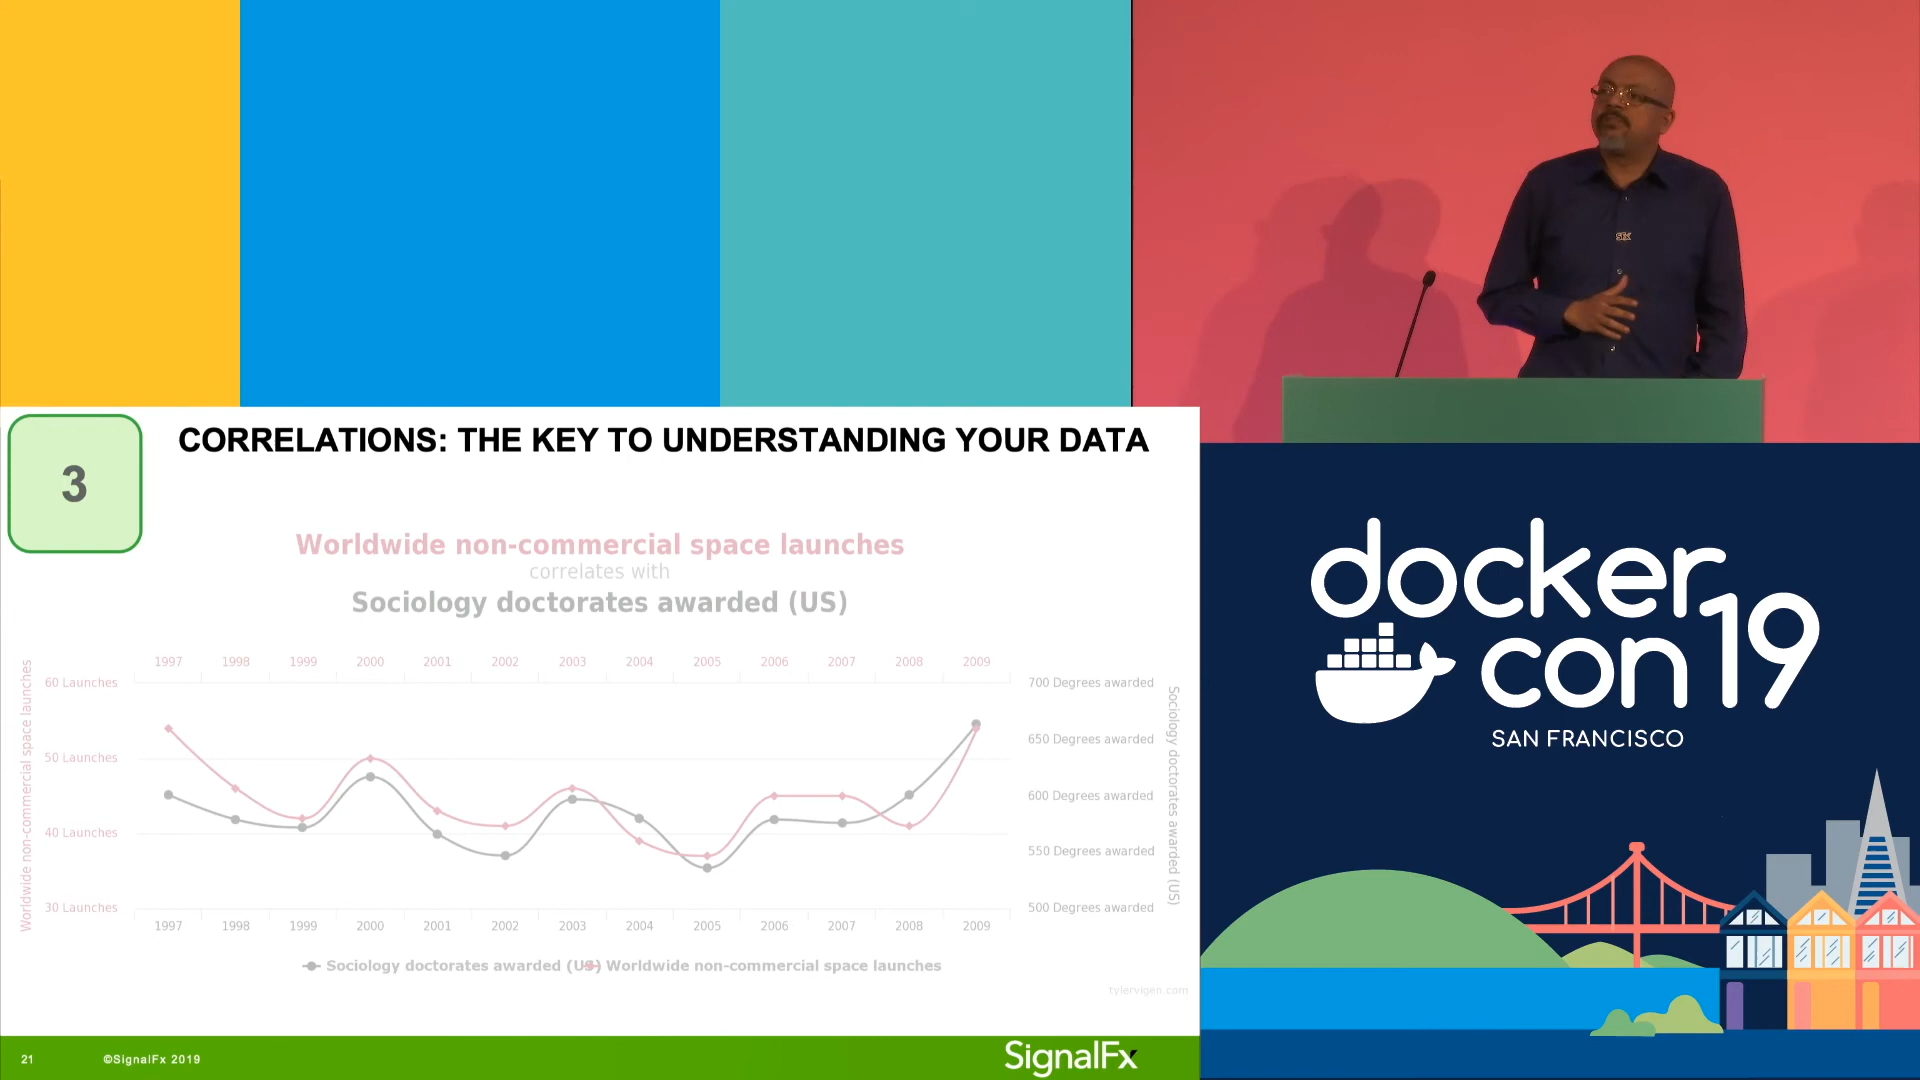 3
CORRELATIONS: THE KEY TO UNDERSTANDING YOUR DATA
Worldwide non-commercial space launches
correlates with
Sociology doctorates awarded (US)
1997 1998 1999 2000 2001 2002 2003 2004 2005 2006 2007 2008 2009
Worldwide non-commercial space launches
60 Launches
50 Launches
40 Launches
30 Launches
700 Degrees awarded
650 Degrees awarded
600 Degrees awarded
550 Degrees awarded
500 Degrees awarded
Sociology doctorates awarded (US)
1997 1998 1999 2000 2001 2002 2003 2004 2005 2006 2007 2008 2009
Sociology doctorates awarded (US) Worldwide non-commercial space launches
tylervigen.com
21 ©SignalFx 2019 SignalFx
sfx
docker
con19
SAN FRANCISCO